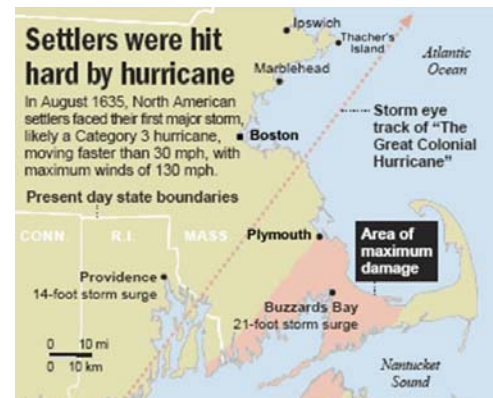 Settlers were hit
hard by hurricane
In August 1635, North American
settlers faced their first major storm,
likely a Category 3 hurricane,
moving faster than 30 mph, with
maximum winds of 130 mph.
Present day state boundaries
Ipswich
Thacher's
Island
Marblehead
Atlantic
Ocean
Boston
Storm eye
track of “The
Great Colonial
Hurricane”
CONN.
R.I.
MASS
Plymouth
Area of
maximum
damage
Providence
14-foot storm surge
Buzzards Bay
21-foot storm surge
0 10 mi
0 10 km
Nantucket
Sound